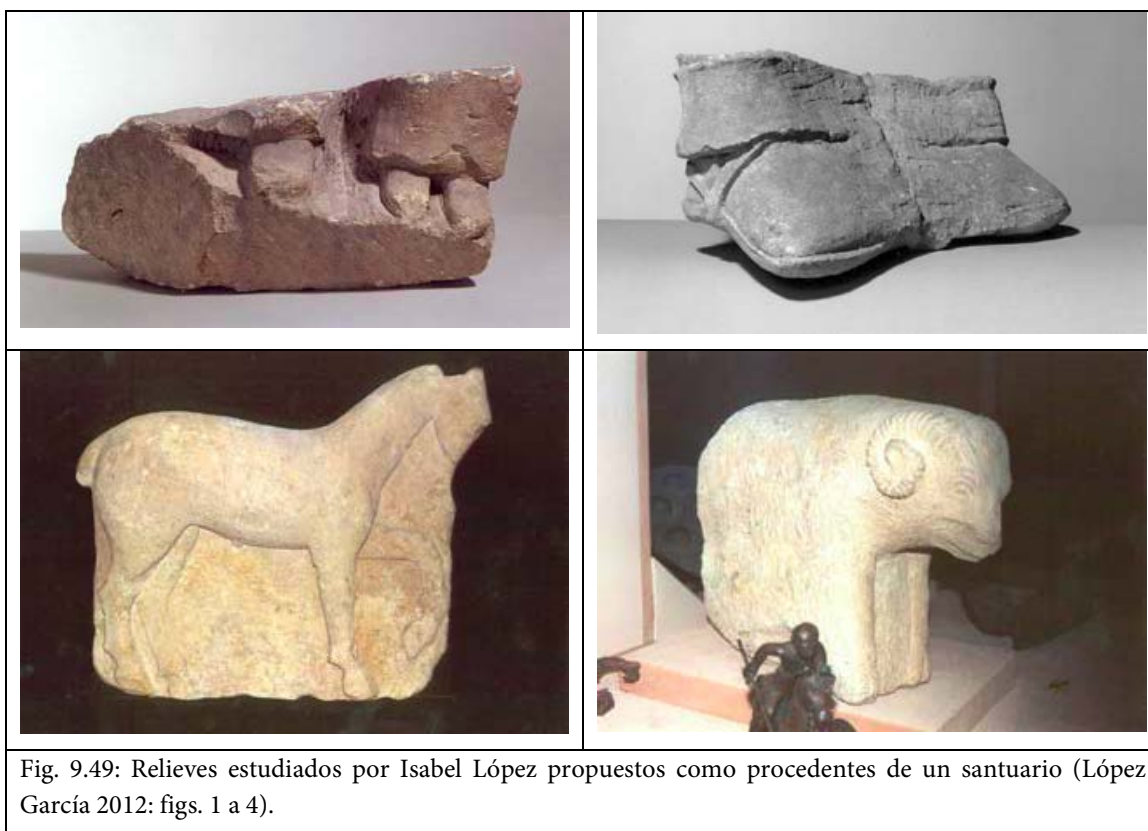 Fig. 9.49: Relieves estudiados por Isabel López propuestos como procedentes de un santuario (López
García 2012: figs. 1 a 4).